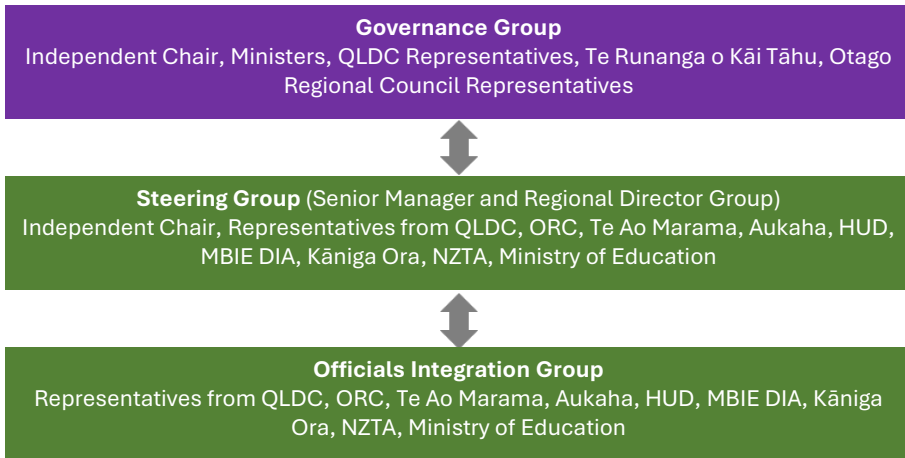 Governance Group
Independent Chair, Ministers, QLDC Representatives, Te Runanga o Kāi Tāhu, Otago
Regional Council Representatives
Steering Group (Senior Manager and Regional Director Group)
Independent Chair, Representatives from QLDC, ORC, Te Ao Marama, Aukaha, HUD,
MBIE DIA, Kāniga Ora, NZTA, Ministry of Education
Officials Integration Group
Representatives from QLDC, ORC, Te Ao Marama, Aukaha, HUD, MBIE DIA, Kāniga
Ora, NZTA, Ministry of Education